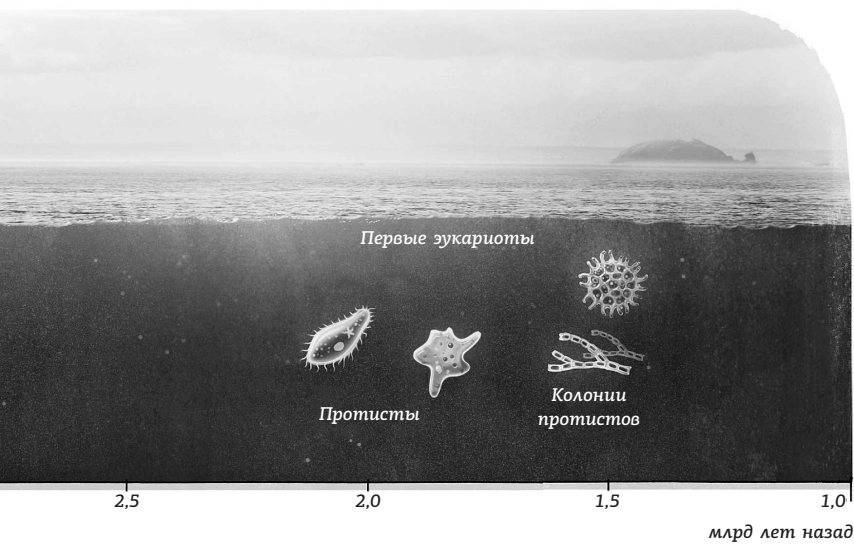 Первые эукариоты
Протисты
Колонии
протистов
2,5
2,0
1,5
1,0
млрд лет назад